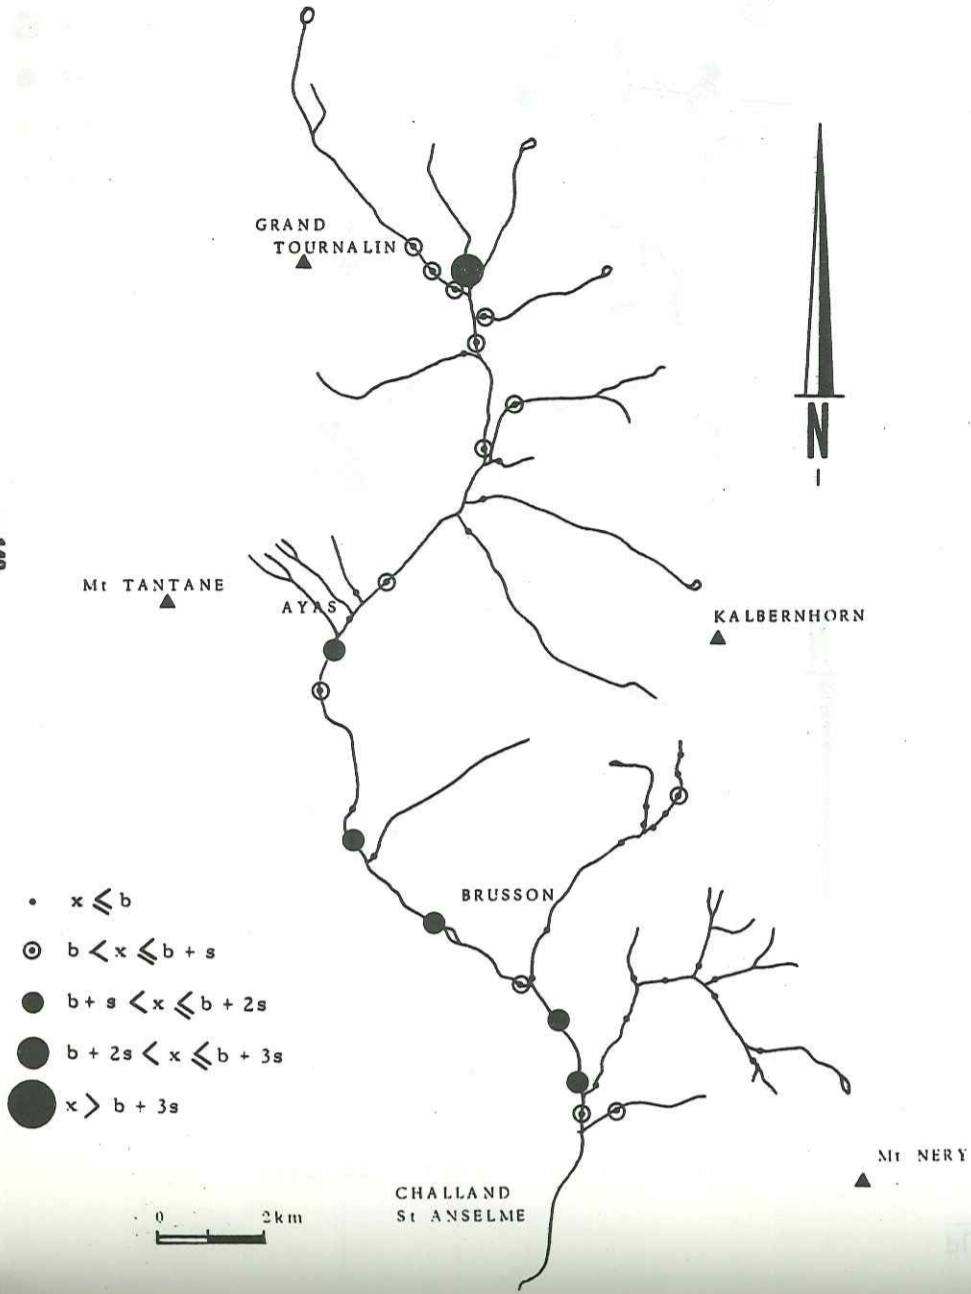 GRAND
TOURNALIN
N
Mt TANTANE
AYAS
KALBERNHORN
BRUSSON
x ⩽ b
b < x ⩽ b + s
b + s < x ⩽ b + 2s
b + 2s < x ⩽ b + 3s
x > b + 3s
Mt NERY
CHALLAND
St ANSELME
0 2km